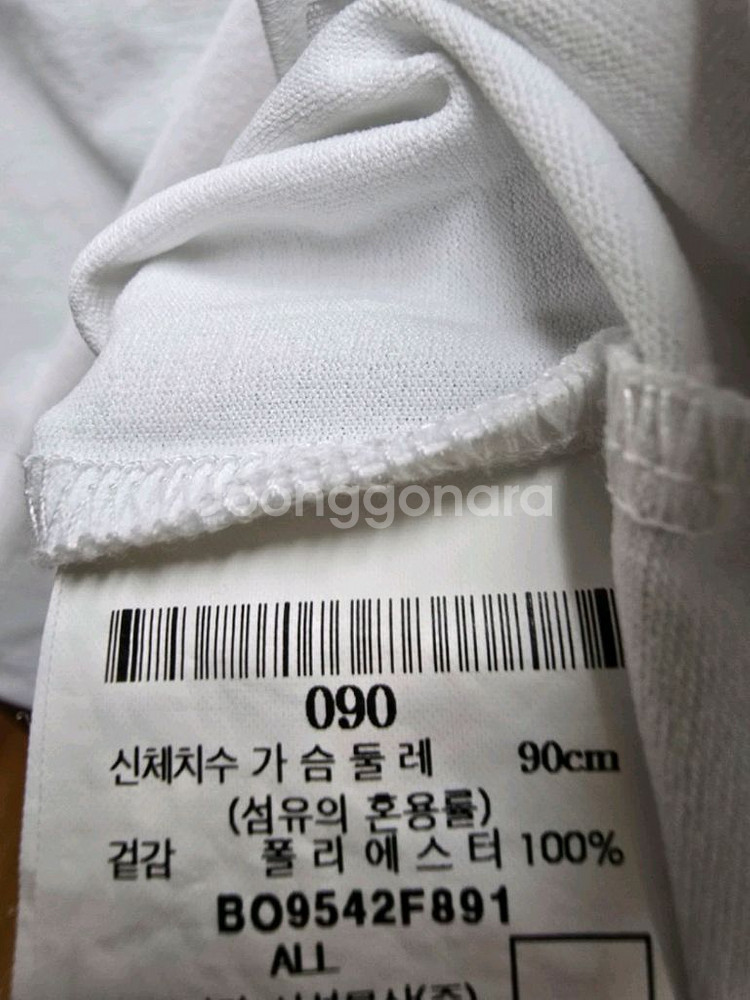 joonggonara
090
신체치수 가슴둘레 90cm
(섬유의 혼용률)
겉감 폴리에스터 100%
BO9542F891
ALL